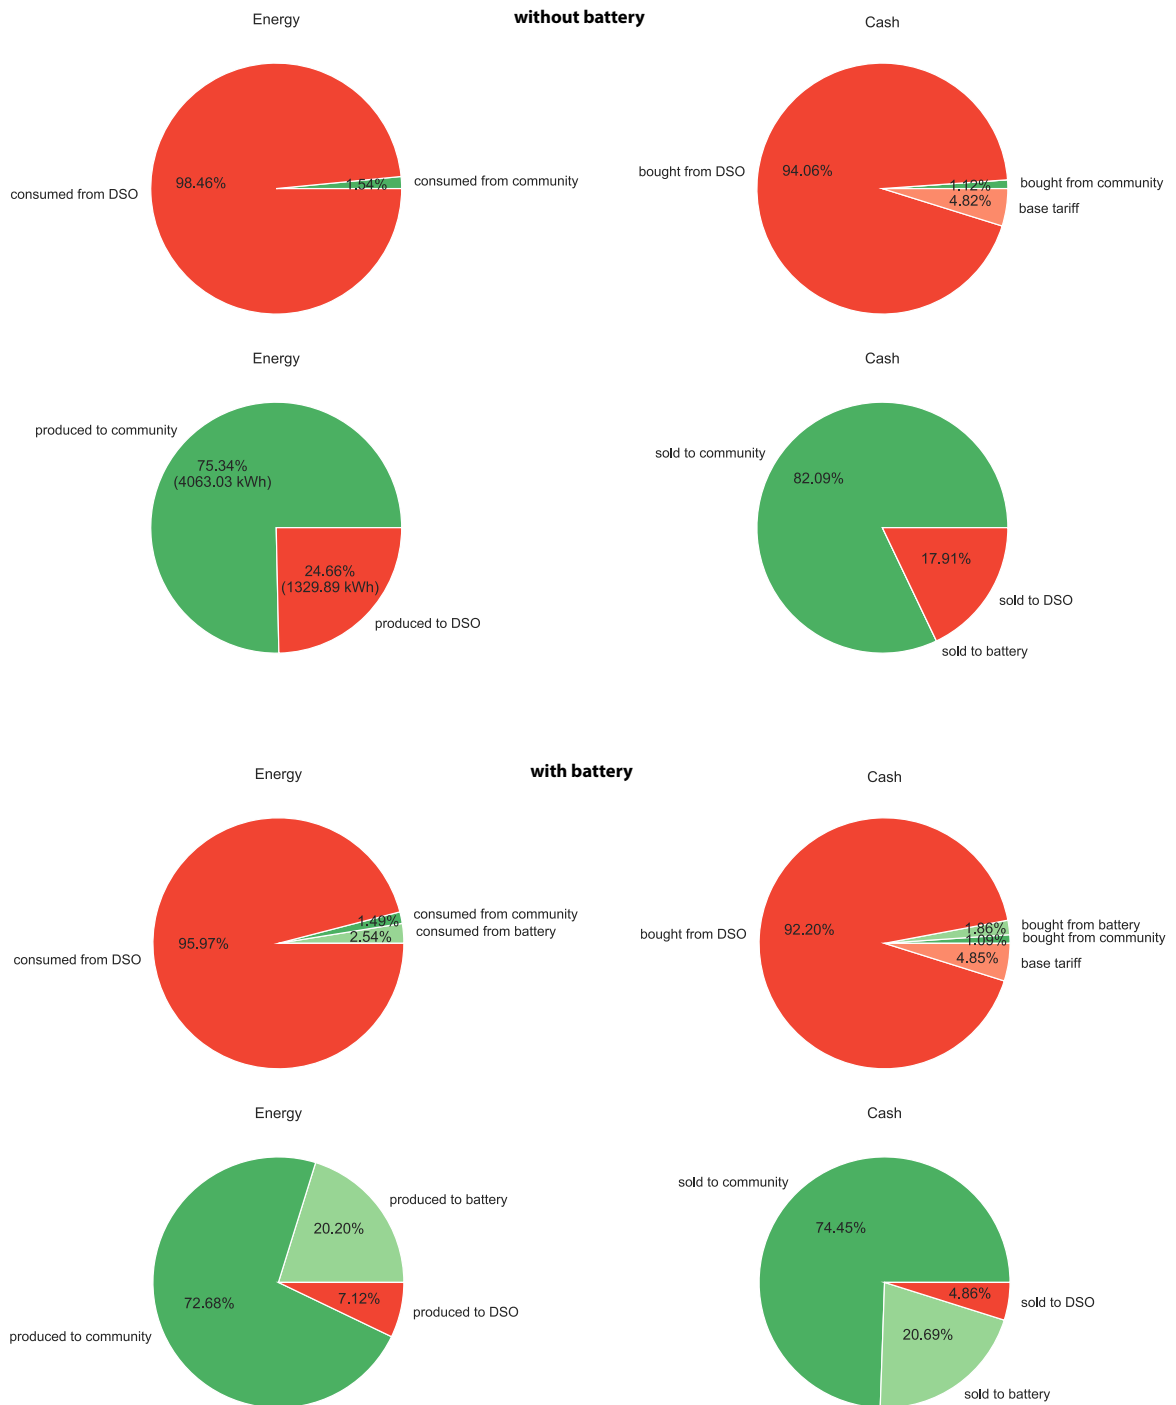 without battery
Energy
Cash
98.46%
1.54%
consumed from community
consumed from DSO
bought from DSO
94.06%
1.12%
bought from community
4.82%
base tariff
Energy
Cash
produced to community
75.34%
(4063.03 kWh)
24.66%
(1329.89 kWh)
produced to DSO
sold to community
82.09%
17.91%
sold to DSO
sold to battery
with battery
Energy
Cash
1.49%
consumed from community
2.54%
consumed from battery
95.97%
consumed from DSO
bought from DSO
92.20%
1.86%
bought from battery
1.09%
bought from community
4.85%
base tariff
Energy
Cash
produced to battery
20.20%
72.68%
7.12%
produced to DSO
produced to community
sold to community
74.45%
4.86%
sold to DSO
20.69%
sold to battery